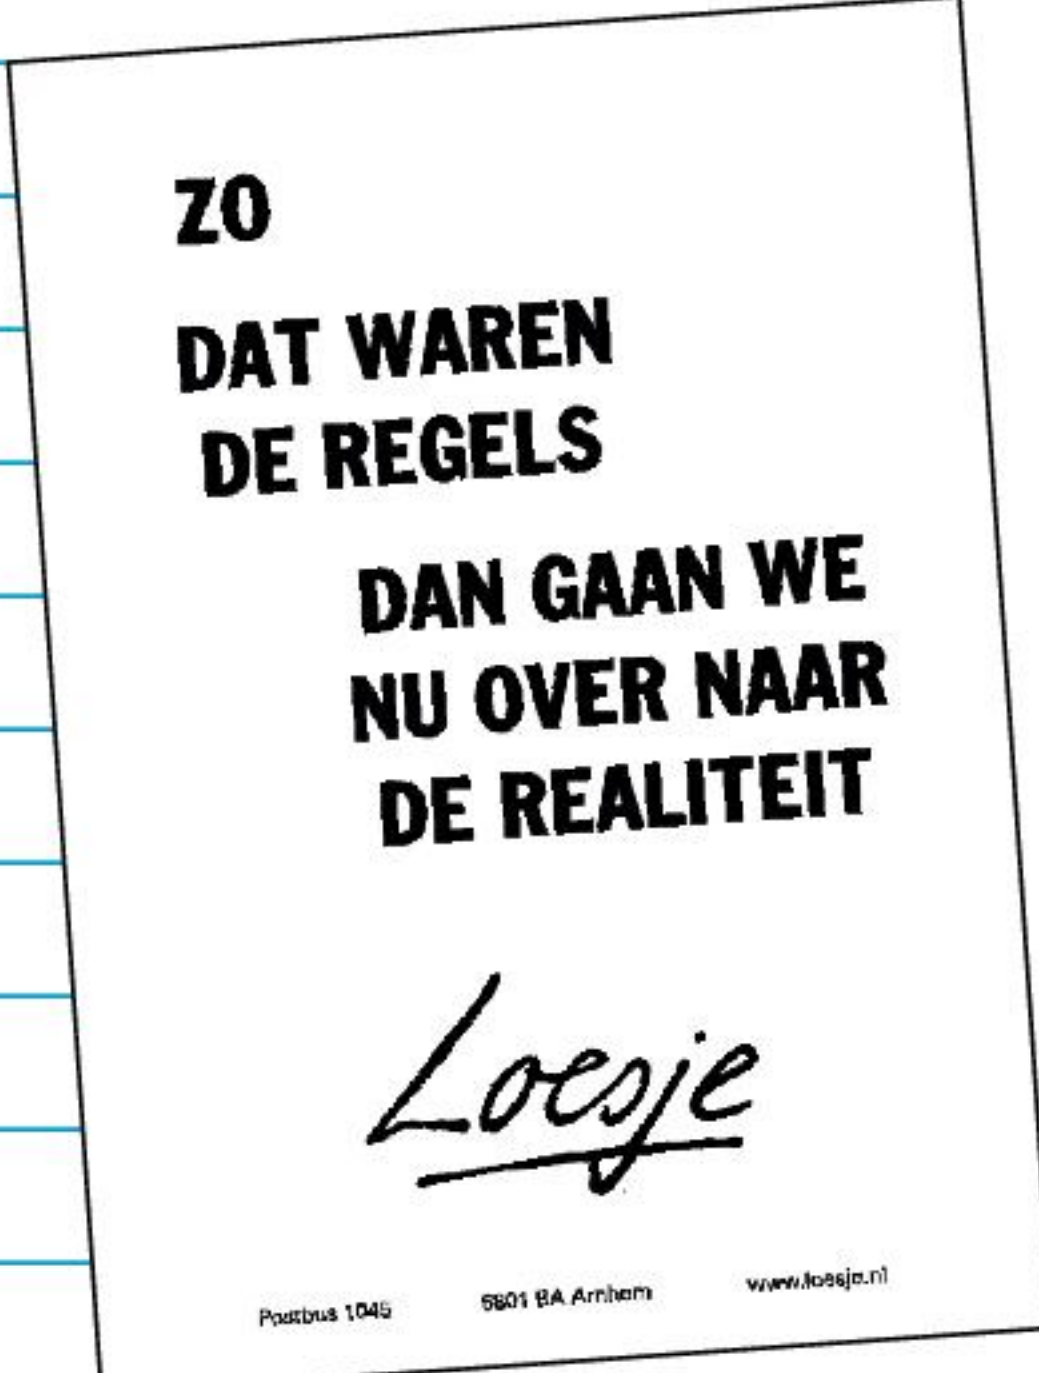 ZO
DAT WAREN
DE REGELS
DAN GAAN WE
NU OVER NAAR
DE REALITEIT
Loesje
Postbus 1045 6801 BA Arnhem www.loesje.nl